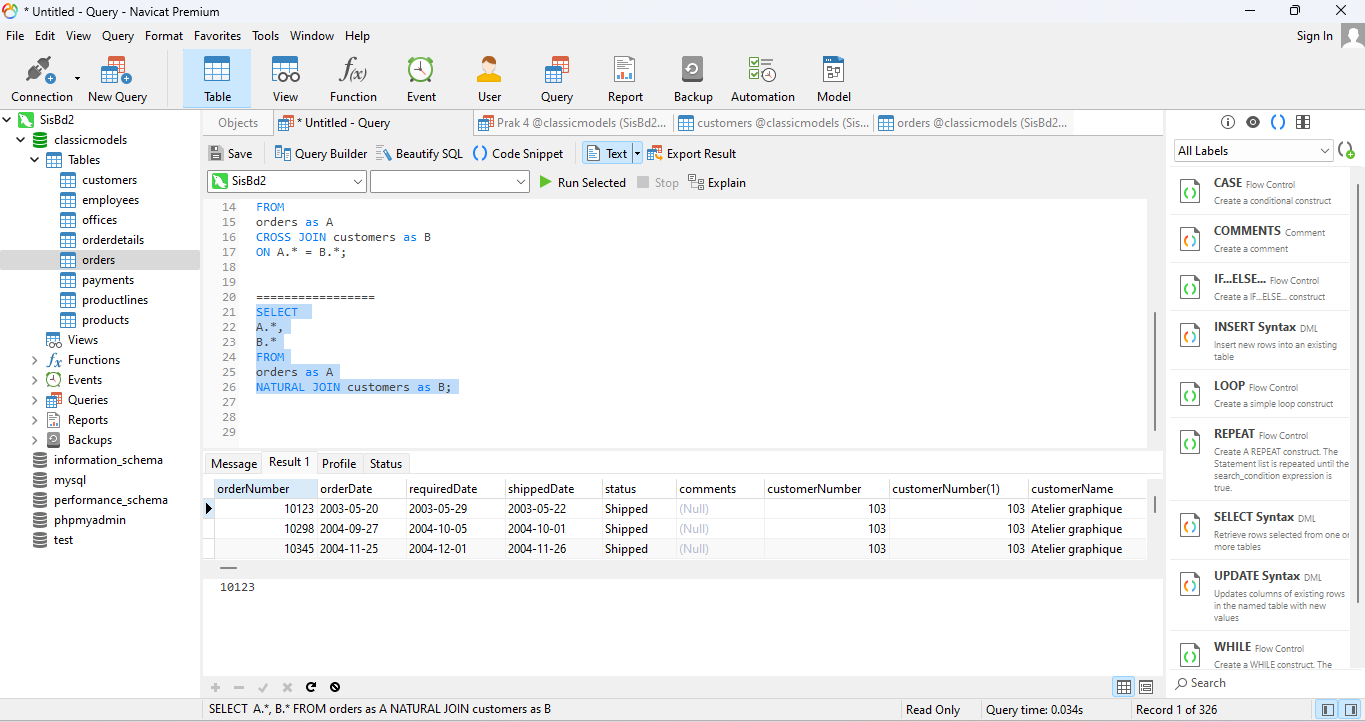 * Untitled - Query - Navicat Premium
File Edit View Query Format Favorites Tools Window Help
Sign In
Connection New Query Table View Function Event User Query Report Backup Automation Model
f(x)
SisBd2
classicmodels
Tables
customers
employees
offices
orderdetails
orders
payments
productlines
products
Views
fx Functions
Events
Queries
Reports
Backups
information_schema
mysql
performance_schema
phpmyadmin
test
Objects * Untitled - Query Prak 4 @classicmodels (SisBd2... customers @classicmodels (Sis... orders @classicmodels (SisBd2...
Save Query Builder Beautify SQL () Code Snippet Text Export Result
SisBd2 Run Selected Stop Explain
14 FROM
15 orders as A
16 CROSS JOIN customers as B
17 ON A.* = B.*;
18
19
20 =================
21 SELECT
22 A.*,
23 B.*
24 FROM
25 orders as A
26 NATURAL JOIN customers as B;
27
28
29
Message Result 1 Profile Status
orderNumber orderDate requiredDate shippedDate status comments customerNumber customerNumber(1) customerName
10123 2003-05-20 2003-05-29 2003-05-22 Shipped (Null) 103 103 Atelier graphique
10298 2004-09-27 2004-10-05 2004-10-01 Shipped (Null) 103 103 Atelier graphique
10345 2004-11-25 2004-12-01 2004-11-26 Shipped (Null) 103 103 Atelier graphique
10123
SELECT A.*, B.* FROM orders as A NATURAL JOIN customers as B
Read Only Query time: 0.034s Record 1 of 326
All Labels
CASE Flow Control
Create a conditional construct
COMMENTS Comment
Create a comment
IF...ELSE... Flow Control
Create a IF...ELSE... construct
INSERT Syntax DML
Insert new rows into an existing
table
LOOP Flow Control
Create a simple loop construct
REPEAT Flow Control
Create A REPEAT construct. The
Statement list is repeated until the
search_condition expression is
true.
SELECT Syntax DML
Retrieve rows selected from one or
more tables
UPDATE Syntax DML
Updates columns of existing rows
in the named table with new
values
WHILE Flow Control
Create a WHILE construct. The
Search